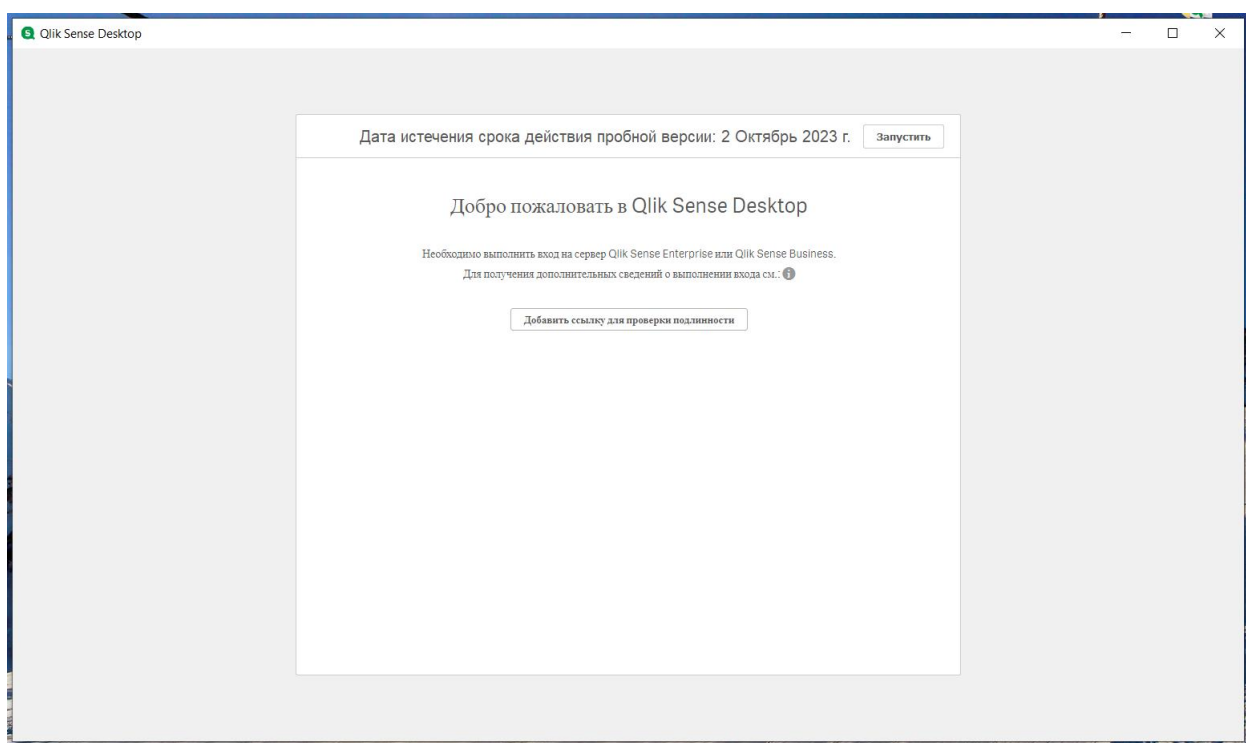 Qlik Sense Desktop
Дата истечения срока действия пробной версии: 2 Октябрь 2023 г. Запустить
Добро пожаловать в Qlik Sense Desktop
Необходимо выполнить вход на сервер Qlik Sense Enterprise или Qlik Sense Business.
Для получения дополнительных сведений о выполнении входа см.:
Добавить ссылку для проверки подлинности